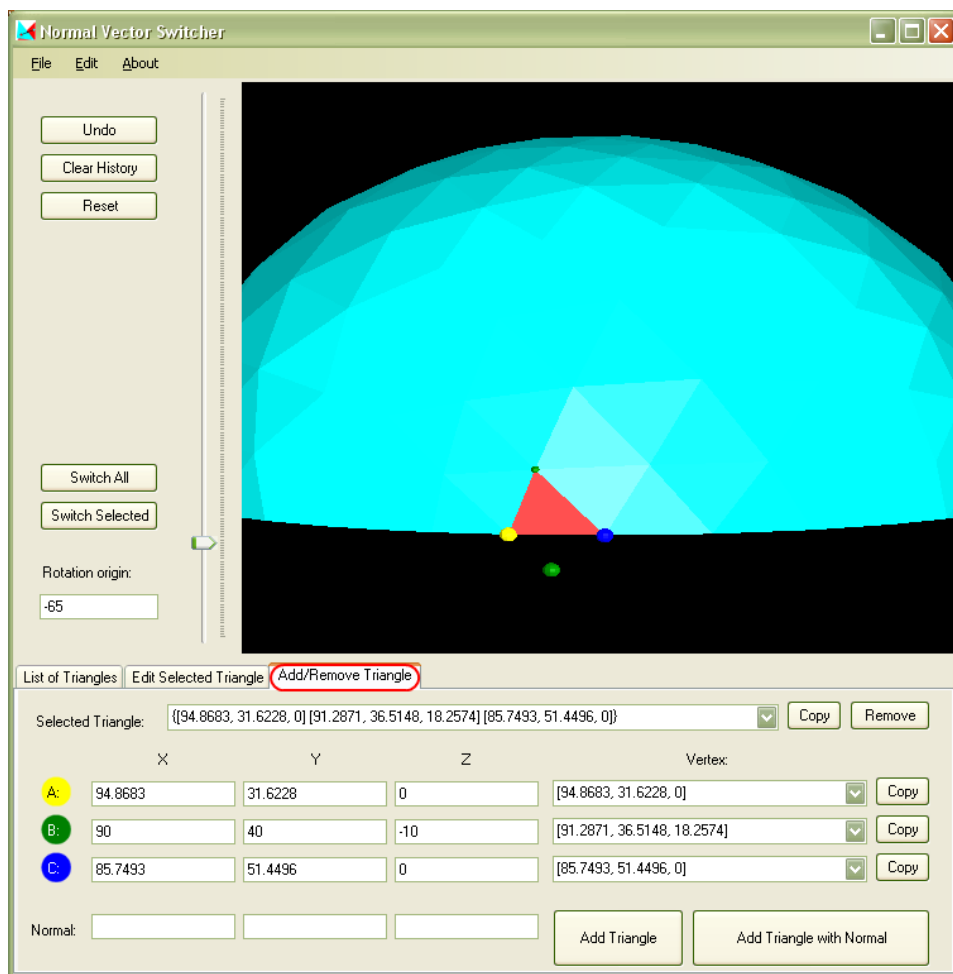 Normal Vector Switcher
File Edit About
Undo
Clear History
Reset
Switch All
Switch Selected
Rotation origin:
-65
List of Triangles Edit Selected Triangle Add/Remove Triangle
Selected Triangle: {[94.8683, 31.6228, 0] [91.2871, 36.5148, 18.2574] [85.7493, 51.4496, 0]} Copy Remove
X Y Z Vertex:
A: 94.8683 31.6228 0 [94.8683, 31.6228, 0] Copy
B: 90 40 -10 [91.2871, 36.5148, 18.2574] Copy
C: 85.7493 51.4496 0 [85.7493, 51.4496, 0] Copy
Normal: Add Triangle Add Triangle with Normal